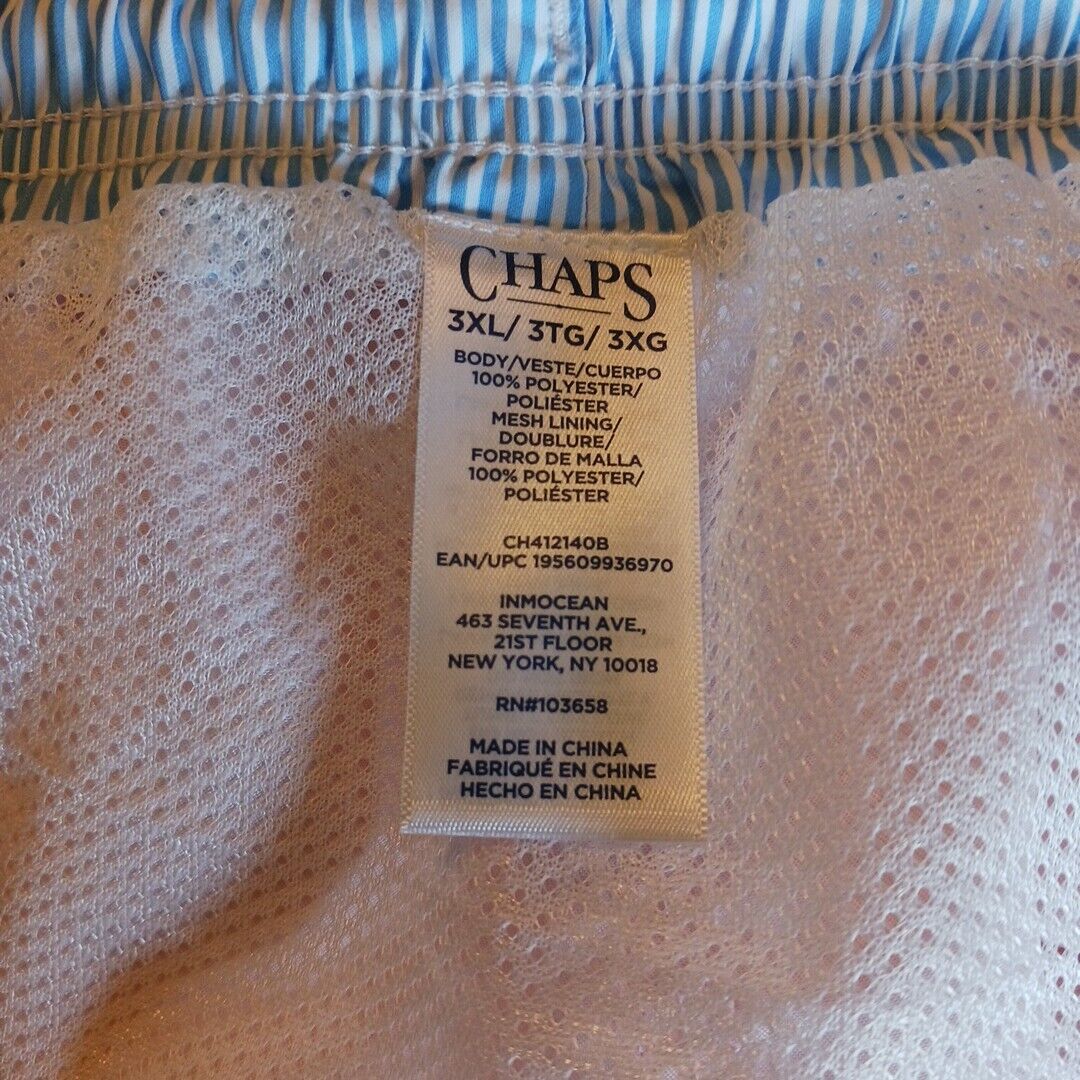 CHAPS
3XL/ 3TG/ 3XG
BODY/VESTE/CUERPO
100% POLYESTER/
POLIÉSTER
MESH LINING/
DOUBLURE/
FORRO DE MALLA
100% POLYESTER/
POLIÉSTER
CH412140B
EAN/UPC 195609936970
INMOCEAN
463 SEVENTH AVE.,
21ST FLOOR
NEW YORK, NY 10018
RN#103658
MADE IN CHINA
FABRIQUÉ EN CHINE
HECHO EN CHINA